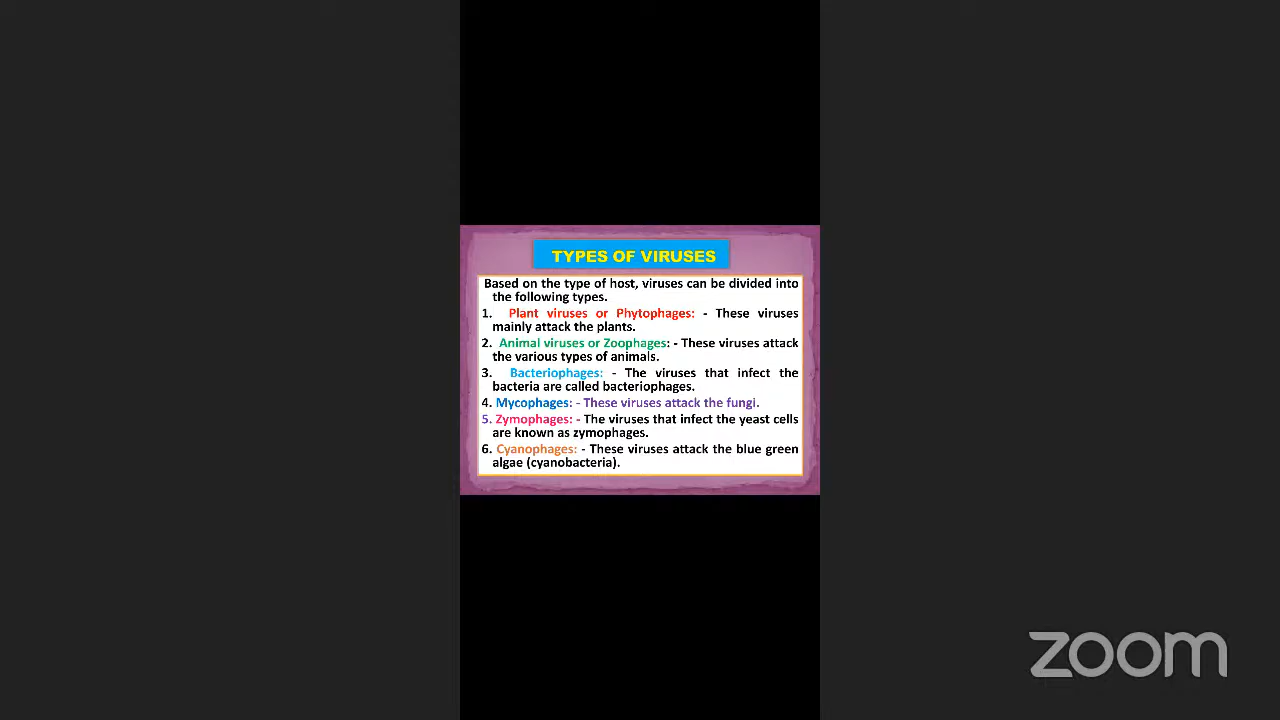 TYPES OF VIRUSES
Based on the type of host, viruses can be divided into
the following types.
1. Plant viruses or Phytophages: - These viruses
mainly attack the plants.
2. Animal viruses or Zoophages: - These viruses attack
the various types of animals.
3. Bacteriophages: - The viruses that infect the
bacteria are called bacteriophages.
4. Mycophages: - These viruses attack the fungi.
5. Zymophages: - The viruses that infect the yeast cells
are known as zymophages.
6. Cyanophages: - These viruses attack the blue green
algae (cyanobacteria).
zoom